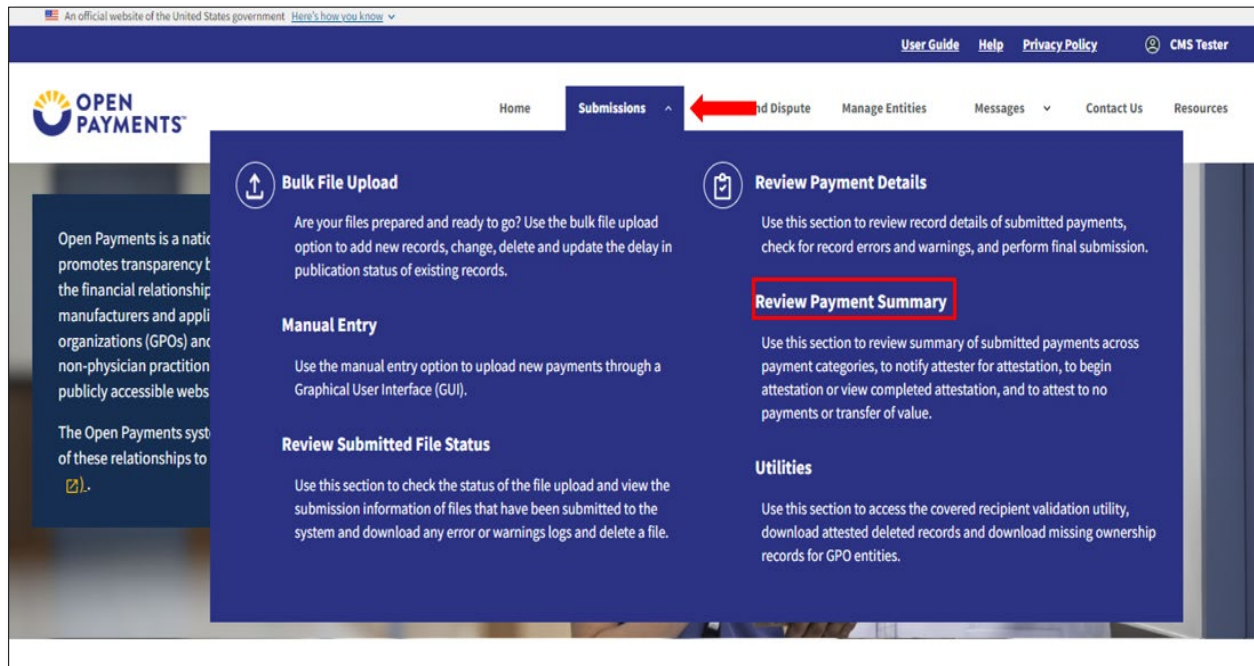 An official website of the United States government Here's how you know
User Guide Help Privacy Policy CMS Tester
OPEN
PAYMENTS™
Home Submissions Dispute Manage Entities Messages Contact Us Resources
Bulk File Upload
Are your files prepared and ready to go? Use the bulk file upload
option to add new records, change, delete and update the delay in
publication status of existing records.
Manual Entry
Use the manual entry option to upload new payments through a
Graphical User Interface (GUI).
Review Submitted File Status
Use this section to check the status of the file upload and view the
submission information of files that have been submitted to the
system and download any error or warnings logs and delete a file.
Review Payment Details
Use this section to review record details of submitted payments,
check for record errors and warnings, and perform final submission.
Review Payment Summary
Use this section to review summary of submitted payments across
payment categories, to notify attester for attestation, to begin
attestation or view completed attestation, and to attest to no
payments or transfer of value.
Utilities
Use this section to access the covered recipient validation utility,
download attested deleted records and download missing ownership
records for GPO entities.
Open Payments is a
promotes transparency
the financial
manufacturers and
organizations (GPOs) and
non-physician
publicly accessible
The Open Payments
of these relationships to
).